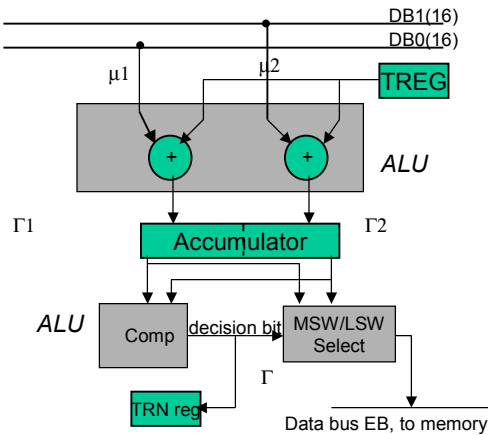 DB1(16)
DB0(16)
μ1
μ2
TREG
+
+
ALU
Γ1
Γ2
Accumulator
ALU
Comp
decision bit
MSW/LSW
Select
Γ
TRN reg
Data bus EB, to memory